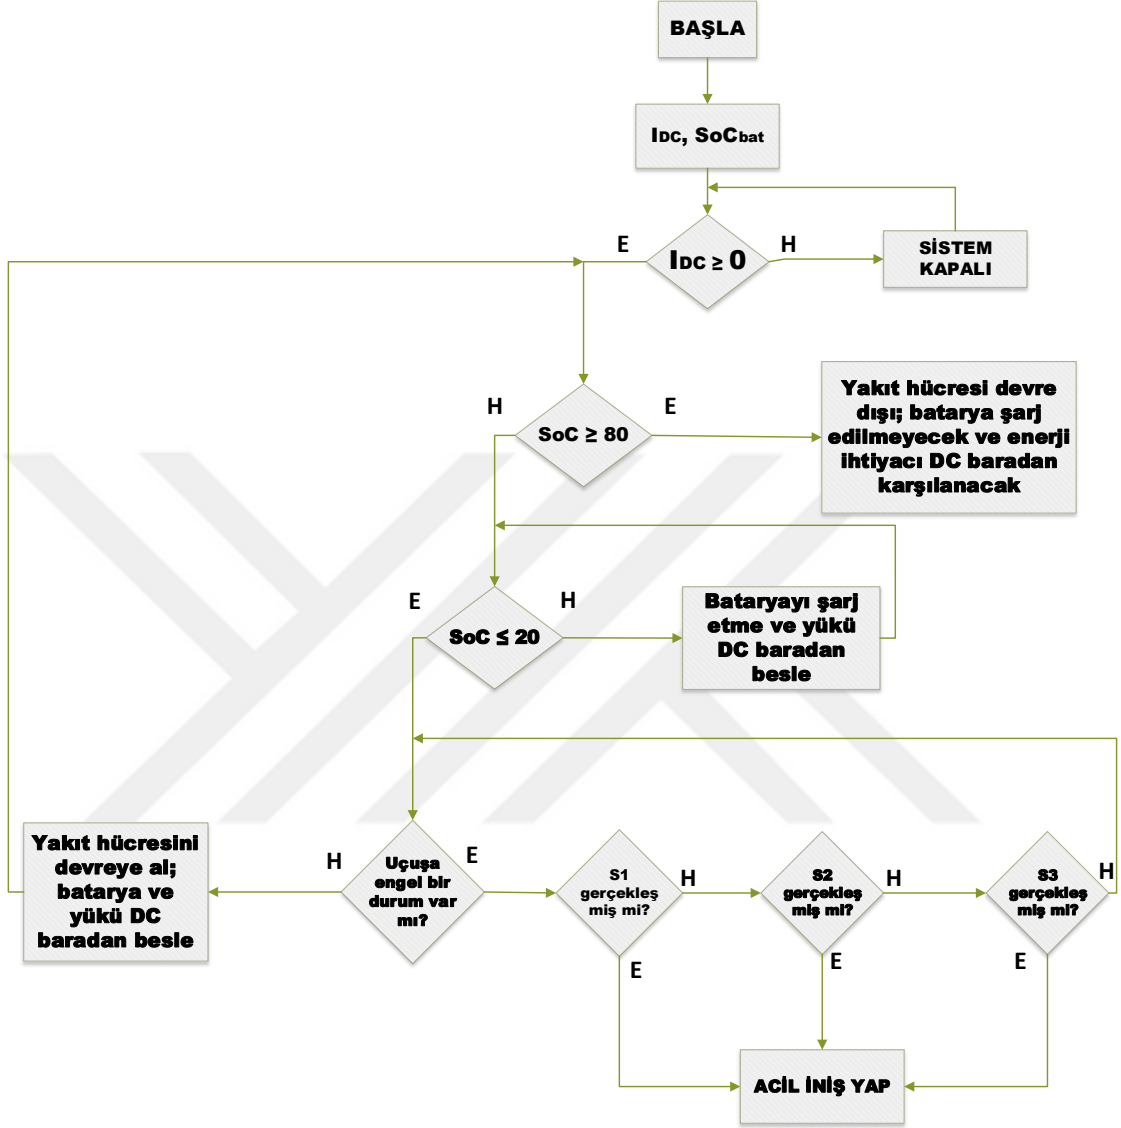 BAŞLA
IDC, SoCbat
E
H
IDC ≥ 0
SİSTEM
KAPALI
H
E
SoC ≥ 80
Yakıt hücresi devre
dışı; batarya şarj
edilmeyecek ve enerji
ihtiyacı DC baradan
karşılanacak
E
H
SoC ≤ 20
Bataryayı şarj
etme ve yükü
DC baradan
besle
Yakıt hücresini
devreye al;
batarya ve
yükü DC
baradan besle
H
Uçuşa
engel bir
durum var
mı?
E
S1
gerçekleş
miş mi?
H
S2
gerçekleş
miş mi?
H
S3
gerçekleş
miş mi?
H
E
E
E
ACİL İNİŞ YAP